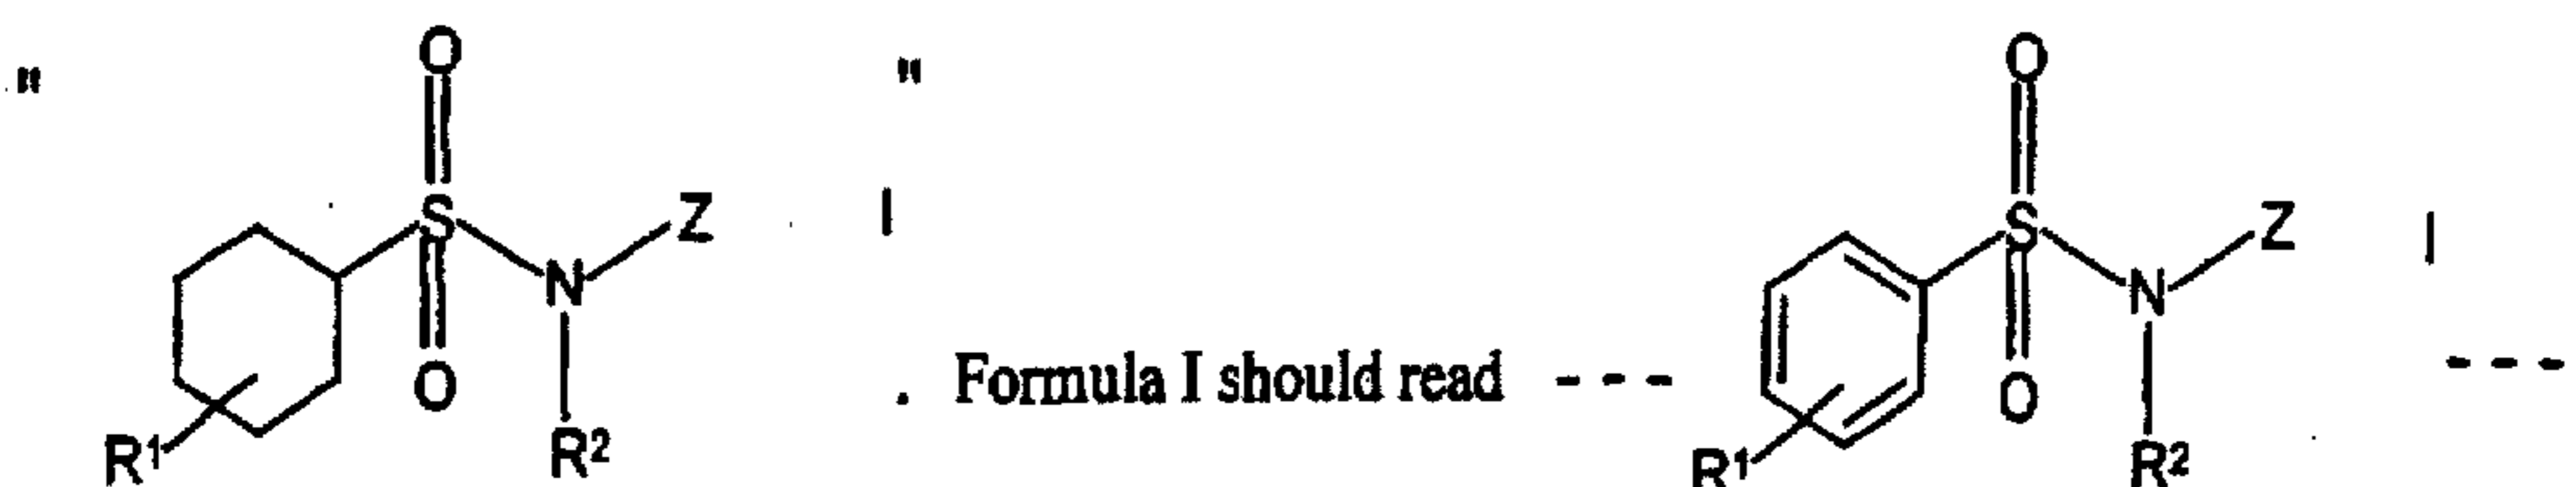 " O "
O
S Z I
S Z I
N
N
O . Formula I should read - - - O - - -
R¹ R²
R¹ R²